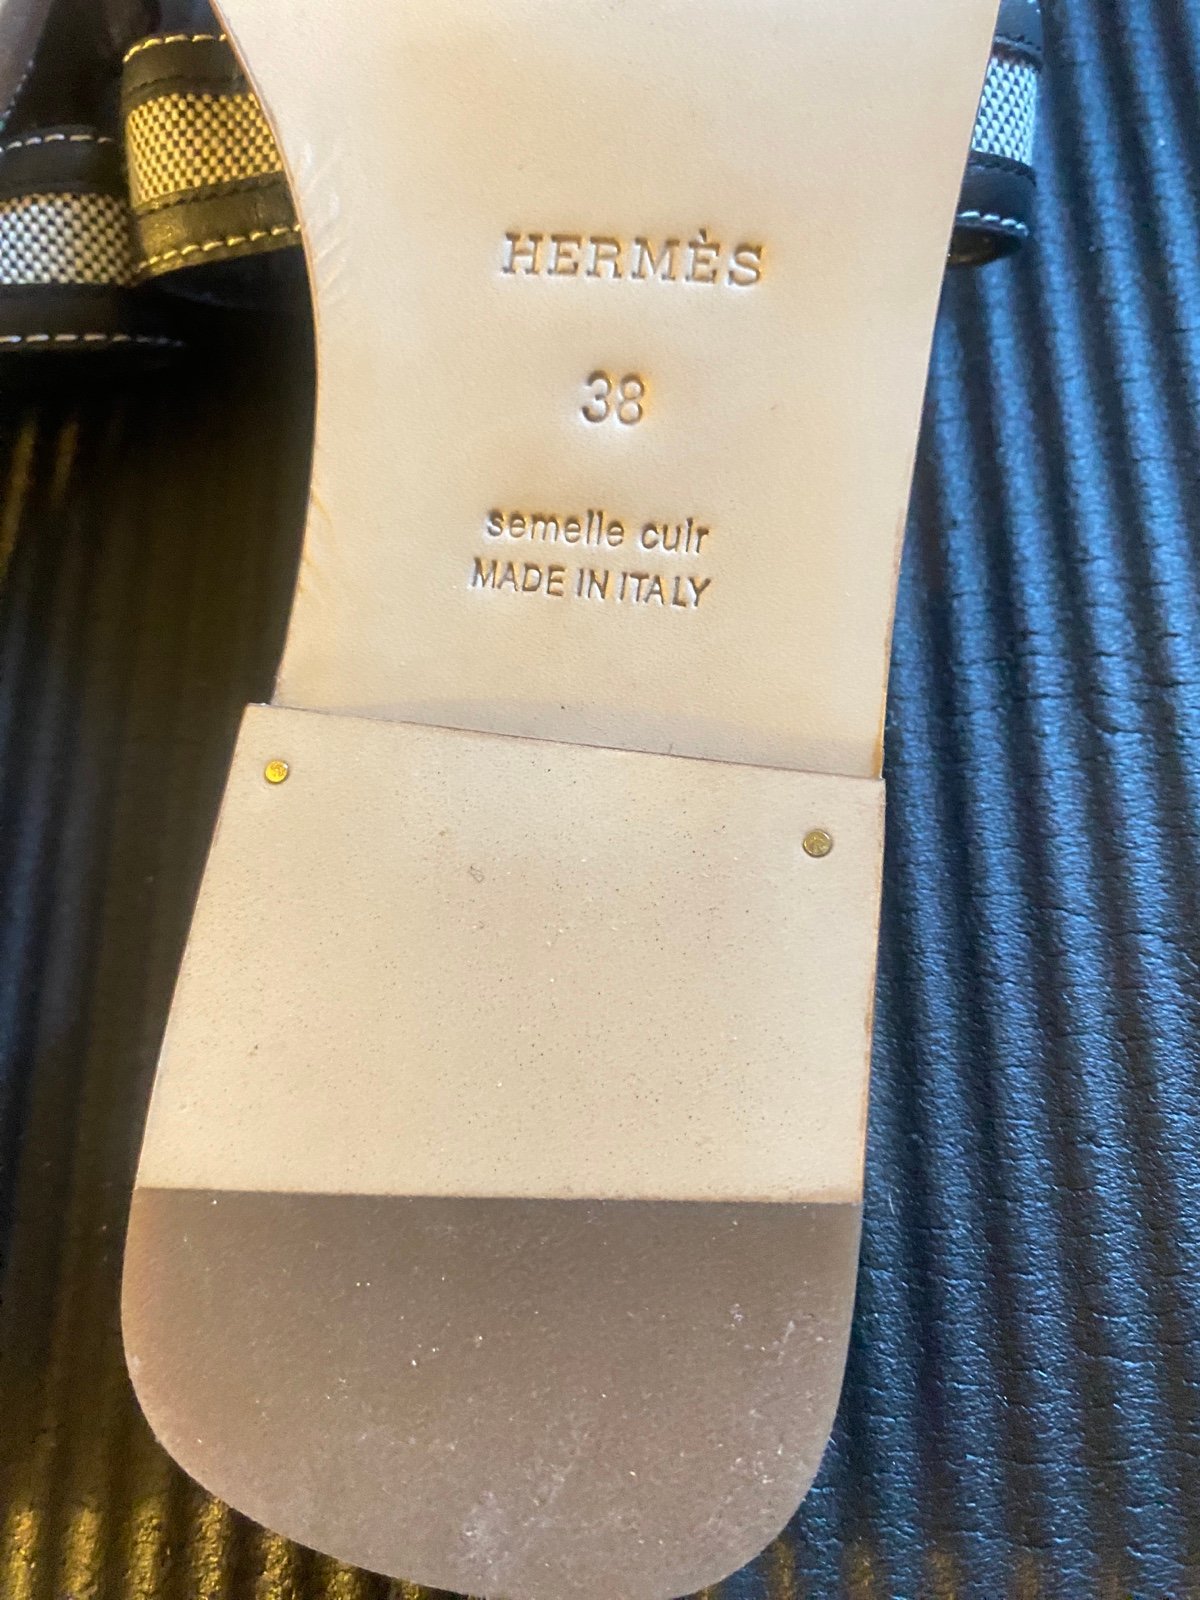 HERMÈS
38
semelle cuir
MADE IN ITALY